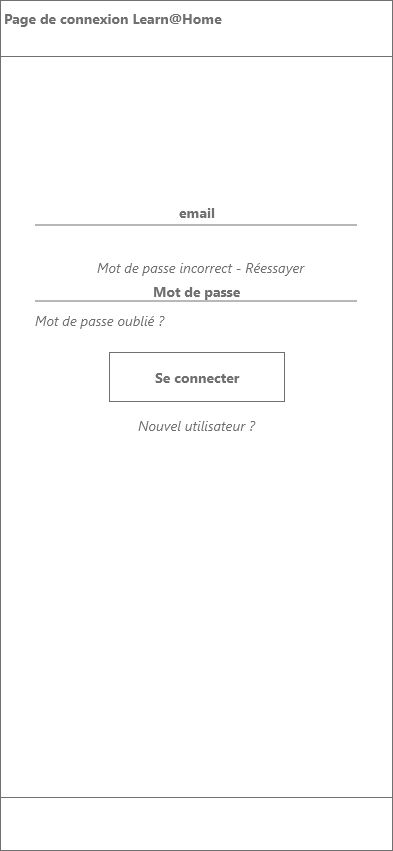 Page de connexion Learn@Home
email
Mot de passe incorrect - Réessayer
Mot de passe
Mot de passe oublié ?
Se connecter
Nouvel utilisateur ?